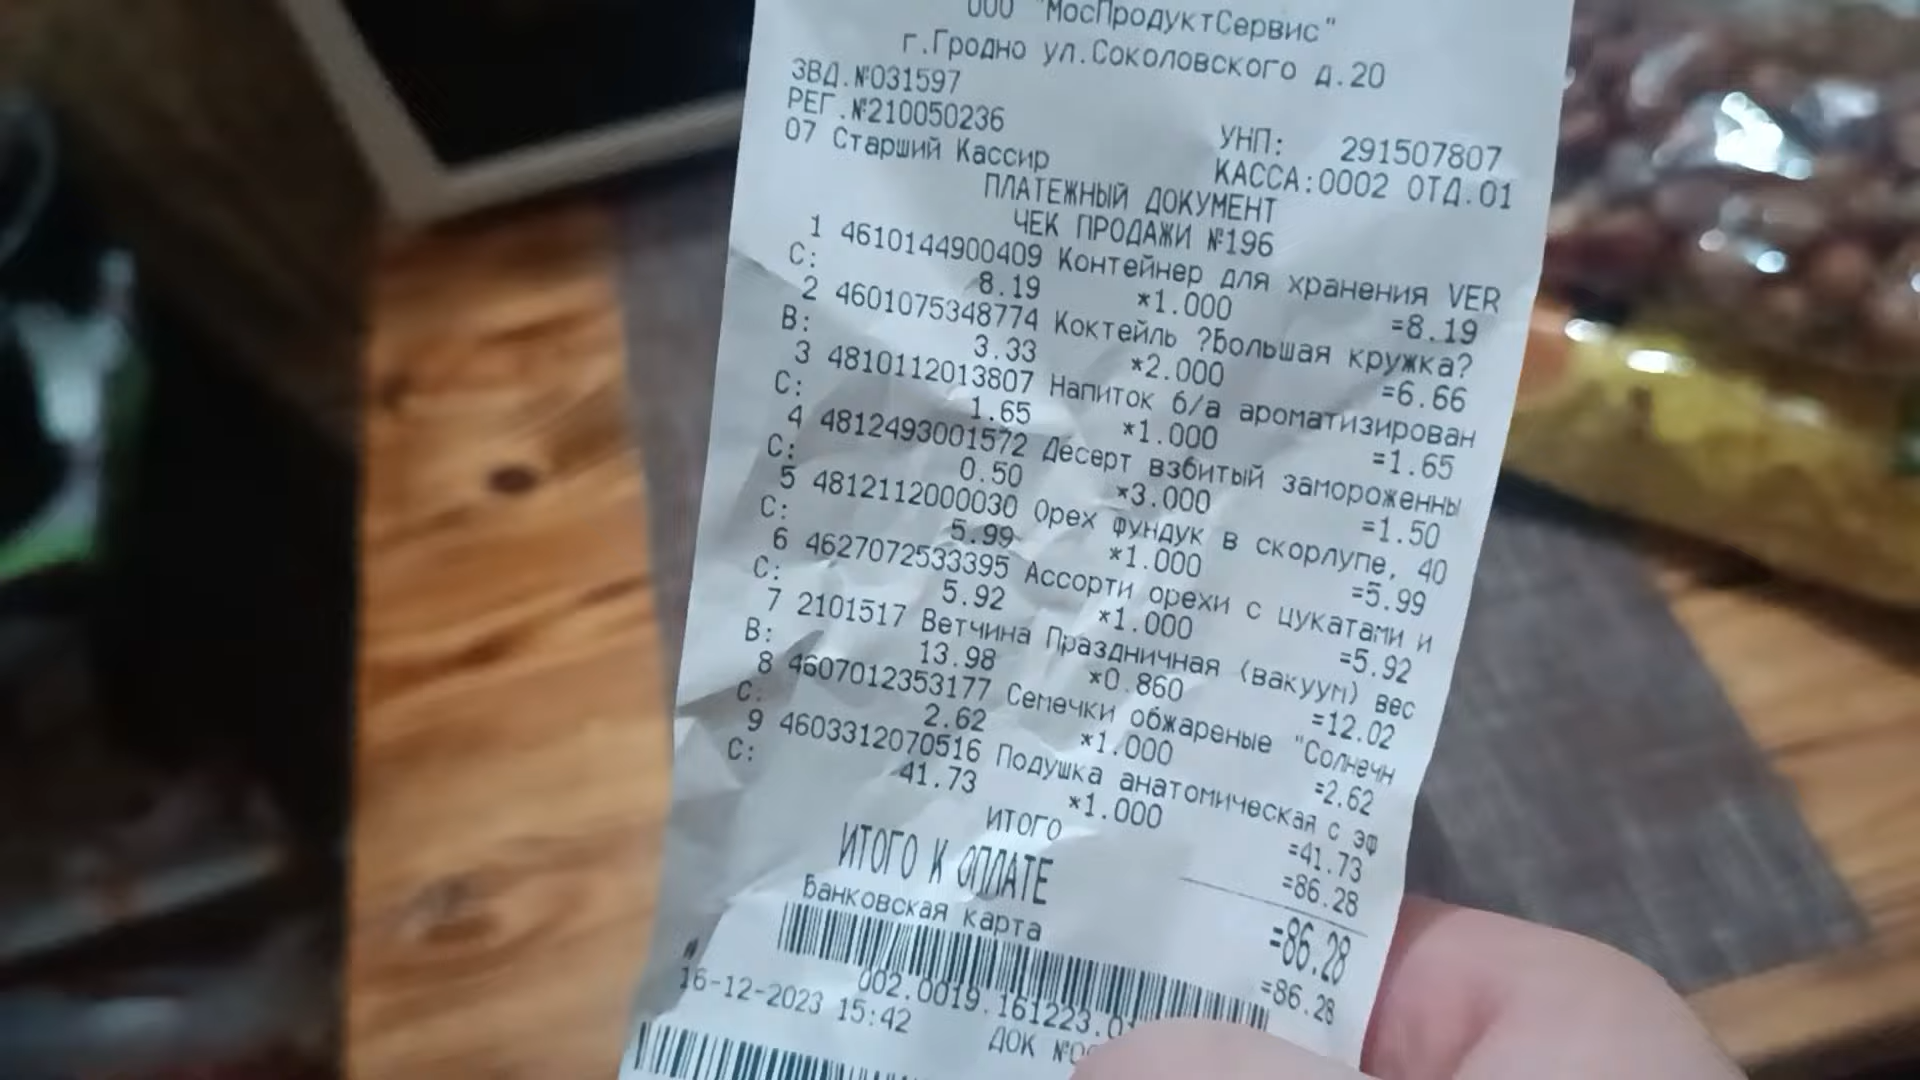 ООО "МосПродуктСервис"
г.Гродно ул.Соколовского д.20
ЗВД.№031597
РЕГ.№210050236 УНП: 291507807
07 Старший Кассир КАССА:0002 ОТД.01
ПЛАТЕЖНЫЙ ДОКУМЕНТ
ЧЕК ПРОДАЖИ №196
1 4610144900409 Контейнер для хранения VER
С: 8.19 *1.000 =8.19
2 4601075348774 Коктейль ?Большая кружка?
В: 3.33 *2.000 =6.66
3 4810112013807 Напиток б/а ароматизирован
С: 1.65 *1.000 =1.65
4 4812493001572 Десерт взбитый замороженны
С: 0.50 *3.000 =1.50
5 4812112000030 Орех фундук в скорлупе, 40
С: 5.99 *1.000 =5.99
6 4627072533395 Ассорти орехи с цукатами и
С: 5.92 *1.000 =5.92
7 2101517 Ветчина Праздничная (вакуум) вес
В: 13.98 *0.860 =12.02
8 4607012353177 Семечки обжареные "Солнечн
С: 2.62 *1.000 =2.62
9 4603312070516 Подушка анатомическая с эф
С: 41.73 *1.000 =41.73
ИТОГО =86.28
ИТОГО К ОПЛАТЕ =86.28
Банковская карта =86.28
002.0019.161223.0
16-12-2023 15:42 ДОК №0